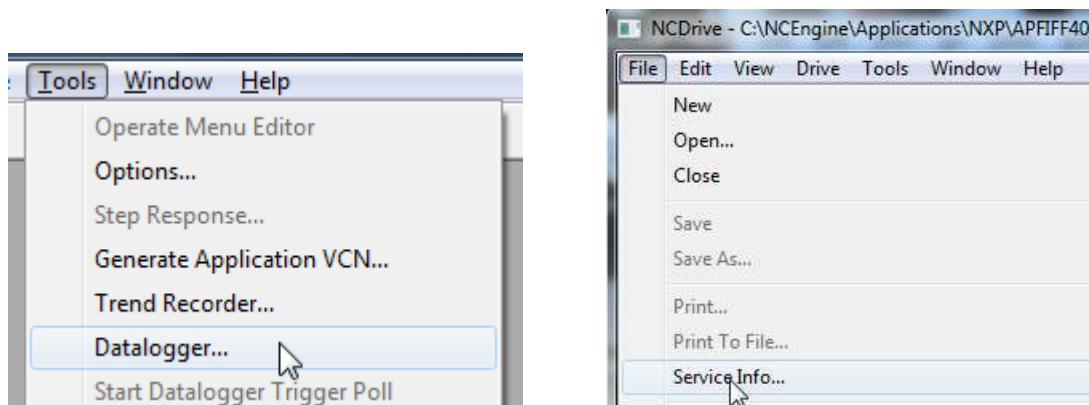 Tools Window Help
Operate Menu Editor
Options...
Step Response...
Generate Application VCN...
Trend Recorder...
Datalogger...
Start Datalogger Trigger Poll
NCDrive - C:\NCEngine\Applications\NXP\APFIFF40
File Edit View Drive Tools Window Help
New
Open...
Close
Save
Save As...
Print...
Print To File...
Service Info...